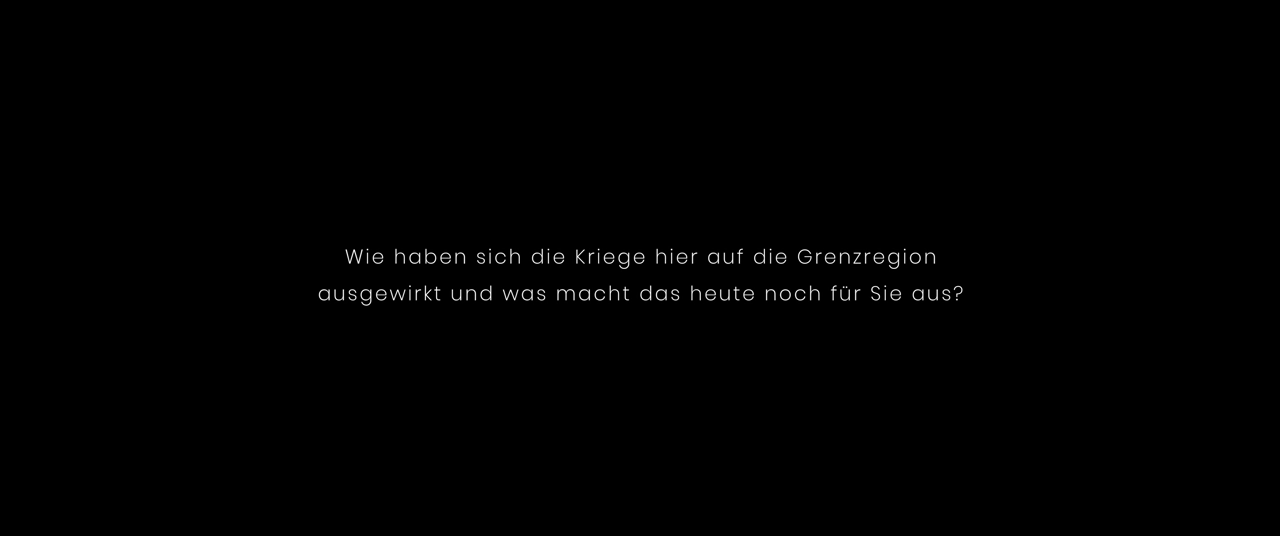 Wie haben sich die Kriege hier auf die Grenzregion
ausgewirkt und was macht das heute noch für Sie aus?